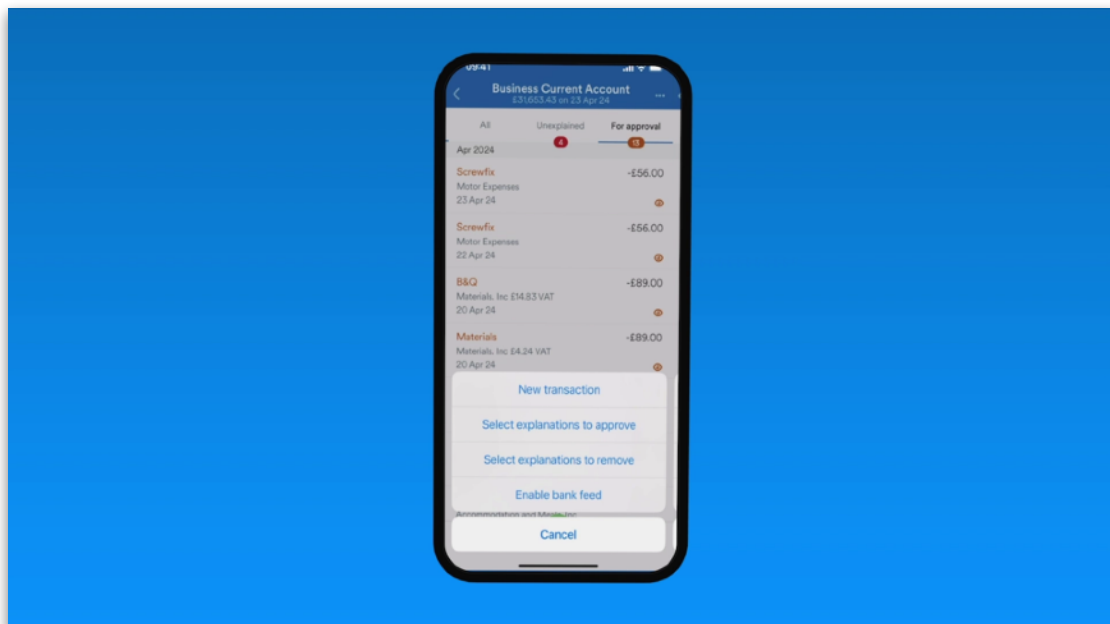 09:41
Business Current Account
£31,653.43 on 23 Apr 24
All Unexplained For approval
4 13
Apr 2024
Screwfix -£56.00
Motor Expenses
23 Apr 24
Screwfix -£56.00
Motor Expenses
22 Apr 24
B&Q -£89.00
Materials, Inc £14.83 VAT
20 Apr 24
Materials -£89.00
Materials, Inc £4.24 VAT
20 Apr 24
New transaction
Select explanations to approve
Select explanations to remove
Enable bank feed
Accommodation and Meals, Inc
Cancel